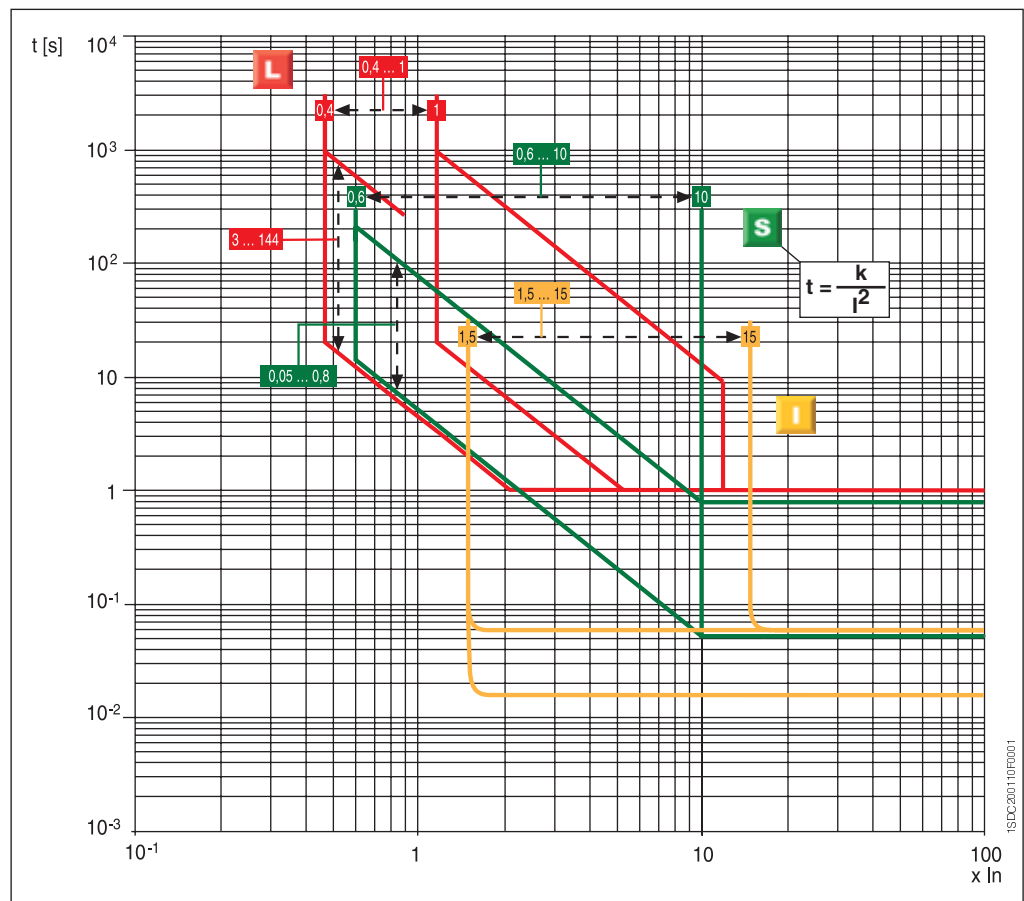 t [s]
10⁴
L
0,4 ... 1
0,4
1
10³
0,6 ... 10
0,6
10
S
3 ... 144
10²
t = k / I²
1,5 ... 15
1,5
15
10
0,05 ... 0,8
I
1
10⁻¹
10⁻²
10⁻³
10⁻¹
1
10
100
x In
1SDC200110F0001